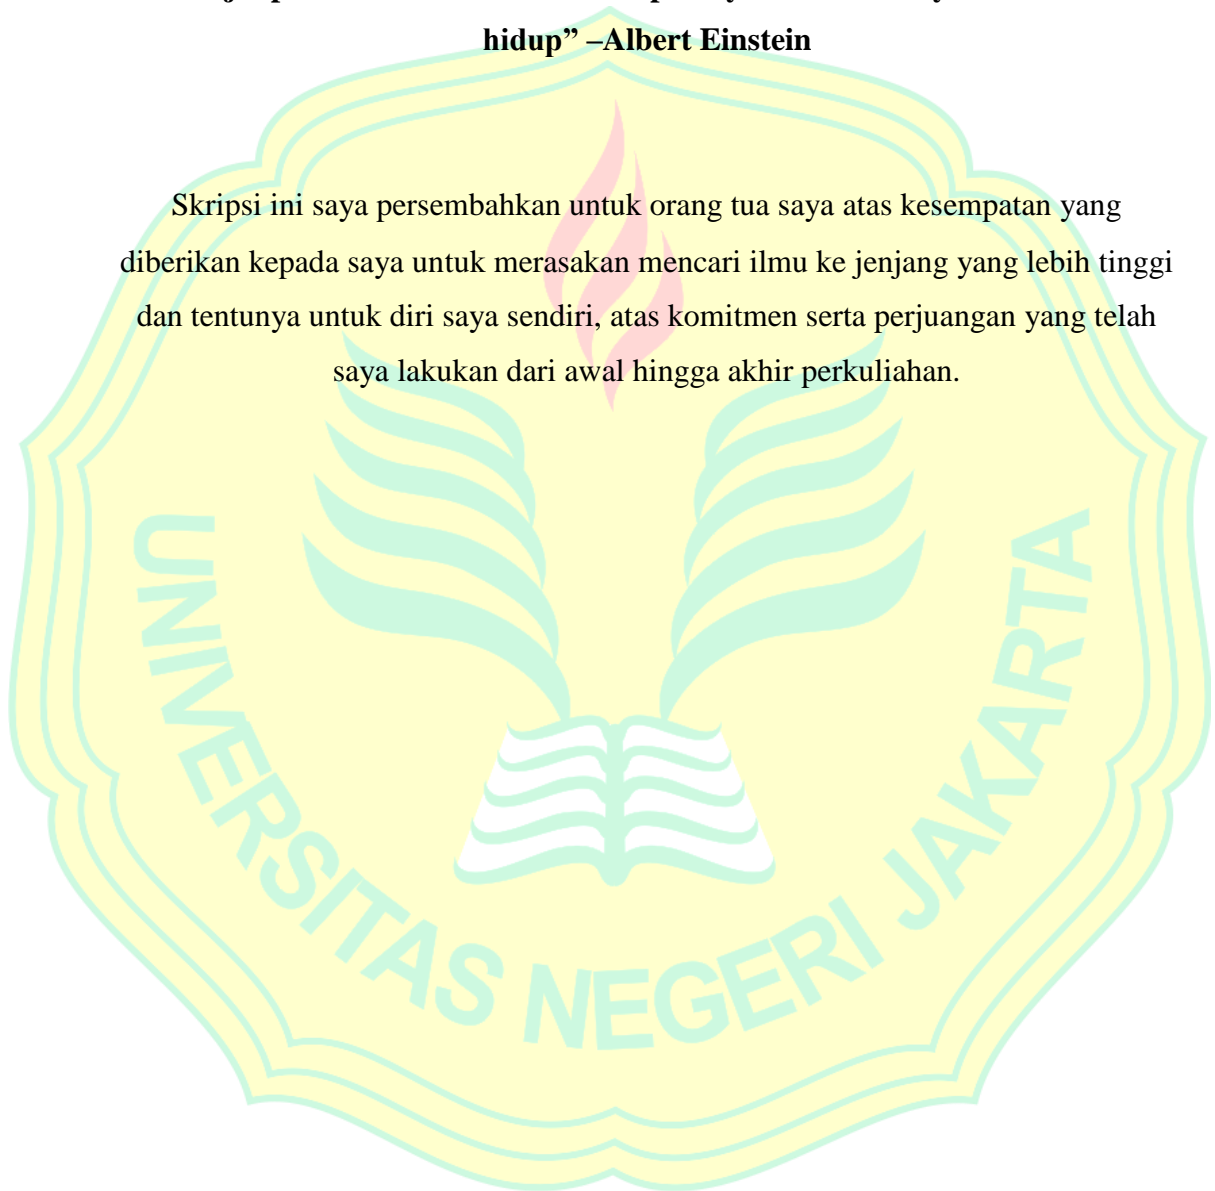 hidup” –Albert Einstein
Skripsi ini saya persembahkan untuk orang tua saya atas kesempatan yang
diberikan kepada saya untuk merasakan mencari ilmu ke jenjang yang lebih tinggi
dan tentunya untuk diri saya sendiri, atas komitmen serta perjuangan yang telah
saya lakukan dari awal hingga akhir perkuliahan.
UNIVERSITAS NEGERI JAKARTA